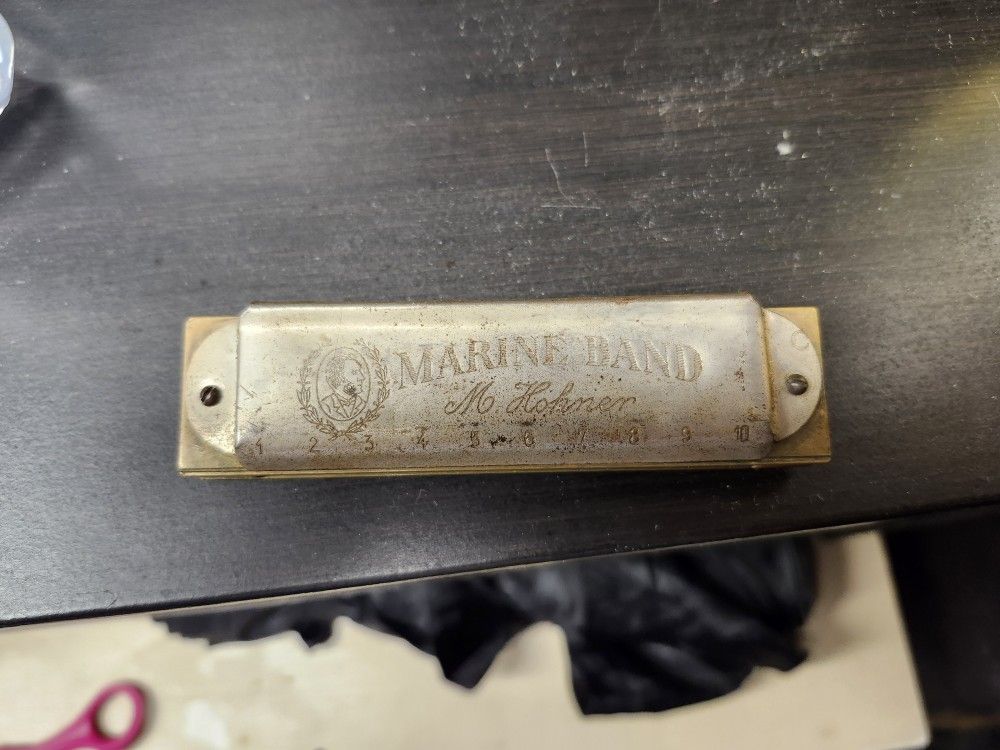 MARINE BAND
M. Hohner
1 2 3 4 5 6 7 8 9 10